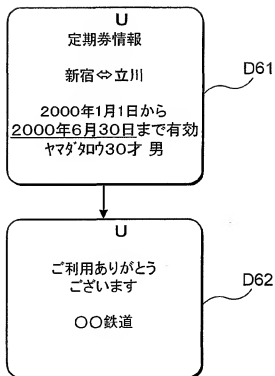 U
定期券情報
新宿⇔立川
2000年1月1日から
2000年6月30日まで有効
ﾔﾏﾀﾞﾀﾛｳ30才 男
D61
U
ご利用ありがとう
ございます
〇〇鉄道
D62